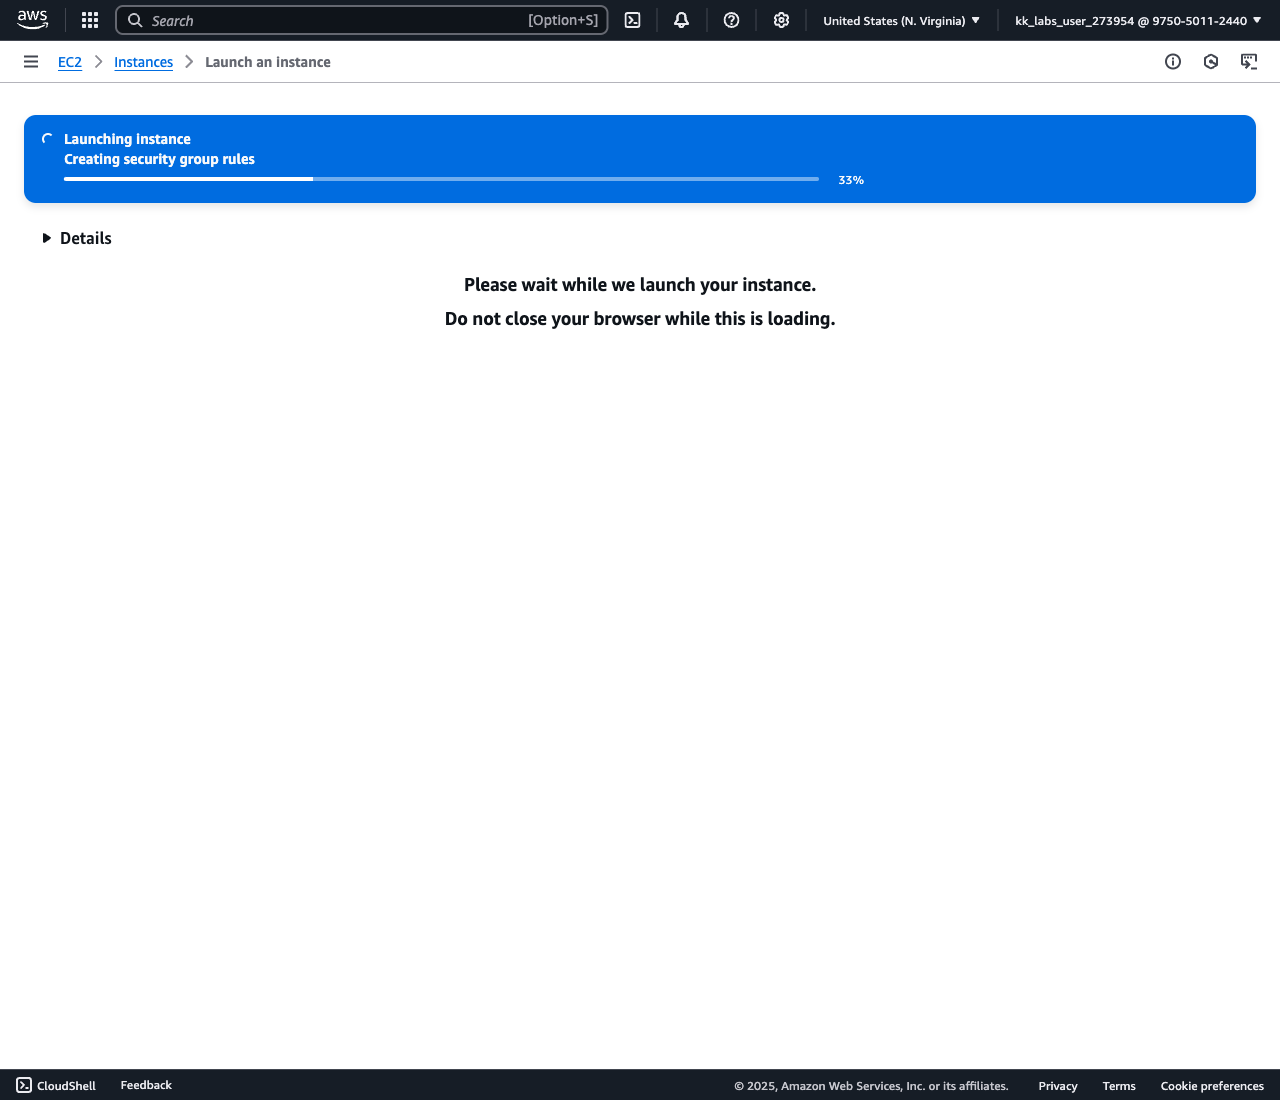 aws
Search
[Option+S]
United States (N. Virginia)
kk_labs_user_273954 @ 9750-5011-2440
EC2
Instances
Launch an instance
Launching instance
Creating security group rules
33%
Details
Please wait while we launch your instance.
Do not close your browser while this is loading.
CloudShell
Feedback
© 2025, Amazon Web Services, Inc. or its affiliates.
Privacy
Terms
Cookie preferences